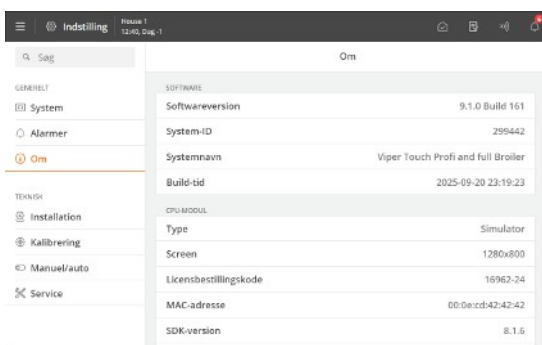 Indstilling
House 1
12:40, Dag -1
Søg
GENERELT
System
Alarmer
Om
TEKNISK
Installation
Kalibrering
Manuel/auto
Service
Om
SOFTWARE
Softwareversion 9.1.0 Build 161
System-ID 299442
Systemnavn Viper Touch Profi and full Broiler
Build-tid 2025-09-20 23:19:23
CPU-MODUL
Type Simulator
Screen 1280x800
Licensbestillingskode 16962-24
MAC-adresse 00:0e:cd:42:42:42
SDK-version 8.1.6